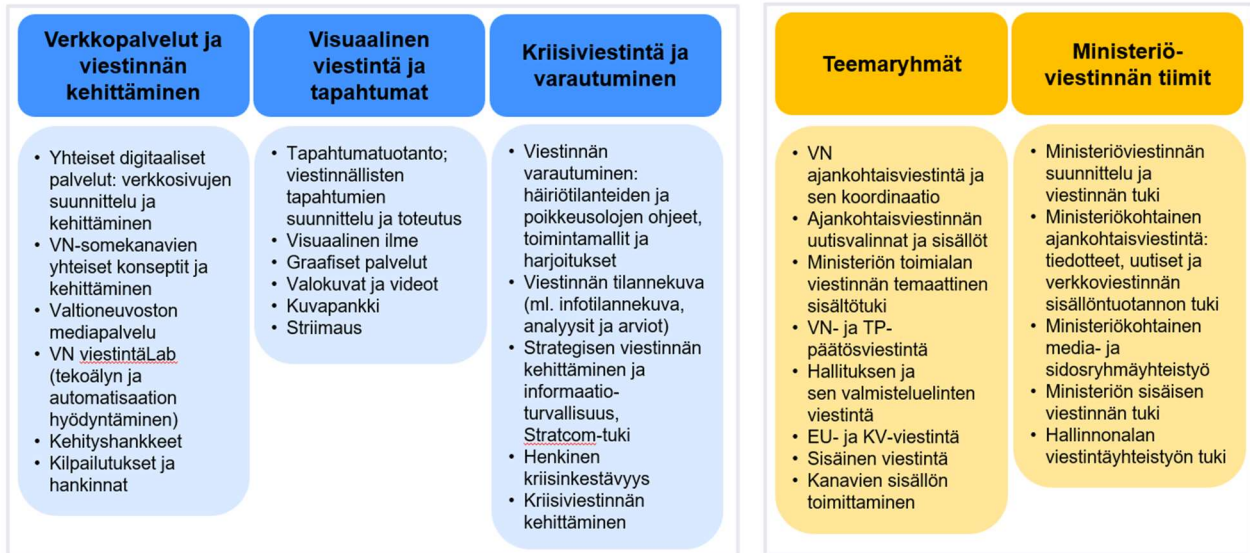 Verkkopalvelut ja
viestinnän
kehittäminen
• Yhteiset digitaaliset
palvelut: verkkosivujen
suunnittelu ja
kehittäminen
• VN-somekanavien
yhteiset konseptit ja
kehittäminen
• Valtioneuvoston
mediapalvelu
• VN viestintäLab
(tekoälyn ja
automatisaation
hyödyntäminen)
• Kehityshankkeet
• Kilpailutukset ja
hankinnat
Visuaalinen
viestintä ja
tapahtumat
• Tapahtumatuotanto;
viestinnällisten
tapahtumien
suunnittelu ja toteutus
• Visuaalinen ilme
• Graafiset palvelut
• Valokuvat ja videot
• Kuvapankki
• Striimaus
Kriisiviestintä ja
varautuminen
• Viestinnän
varautuminen:
häiriötilanteiden ja
poikkeusolojen ohjeet,
toimintamallit ja
harjoitukset
• Viestinnän tilannekuva
(ml. infotilannekuva,
analyysit ja arviot)
• Strategisen viestinnän
kehittäminen ja
informaatio-
turvallisuus,
Stratcom-tuki
• Henkinen
kriisinkestävyys
• Kriisiviestinnän
kehittäminen
Teemaryhmät
• VN
ajankohtaisviestintä ja
sen koordinaatio
• Ajankohtaisviestinnän
uutisvalinnat ja sisällöt
• Ministeriön toimialan
viestinnän temaattinen
sisältötuki
• VN- ja TP-
päätösviestintä
• Hallituksen ja
sen valmisteluelinten
viestintä
• EU- ja KV-viestintä
• Sisäinen viestintä
• Kanavien sisällön
toimittaminen
Ministeriö-
viestinnän tiimit
• Ministeriöviestinnän
suunnittelu ja
viestinnän tuki
• Ministeriökohtainen
ajankohtaisviestintä:
tiedotteet, uutiset ja
verkkoviestinnän
sisällöntuotannon tuki
• Ministeriökohtainen
media- ja
sidosryhmäyhteistyö
• Ministeriön sisäisen
viestinnän tuki
• Hallinnonalan
viestintäyhteistyön tuki